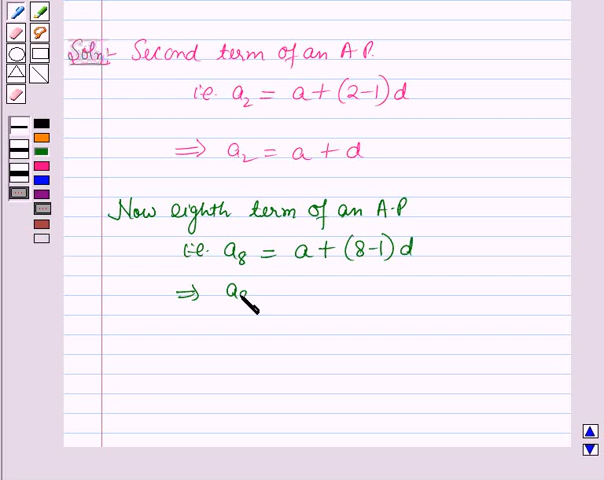 Soln:- Second term of an A.P.
i.e. a₂ = a + (2-1) d
⇒ a₂ = a + d
Now eighth term of an A.P
i.e. a₈ = a + (8-1) d
⇒ a₈